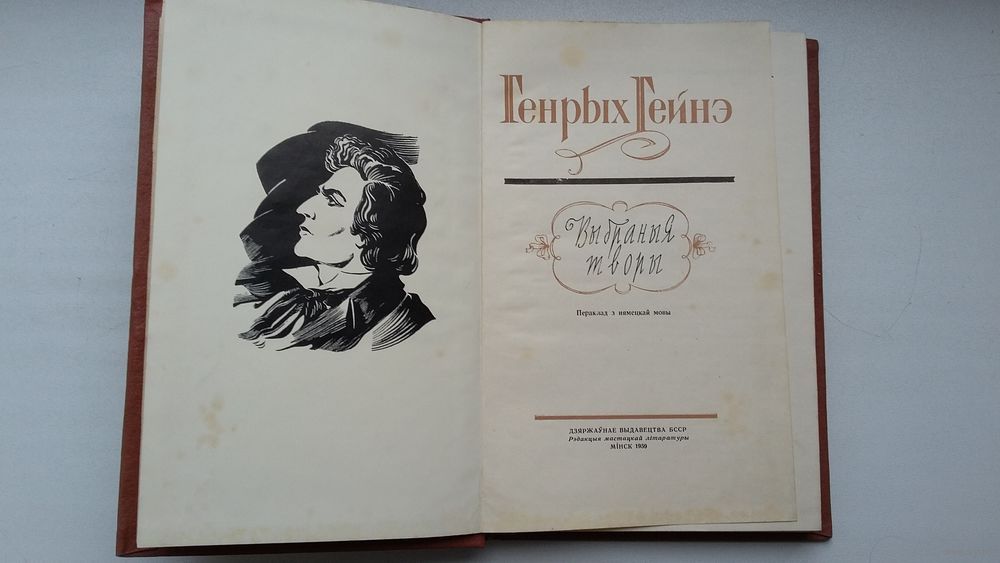 Генрых Гейнэ
Выбраныя
творы
Пераклад з нямецкай мовы
ДЗЯРЖАЎНАЕ ВЫДАВЕЦТВА БССР
Рэдакцыя мастацкай літаратуры
МІНСК 1959